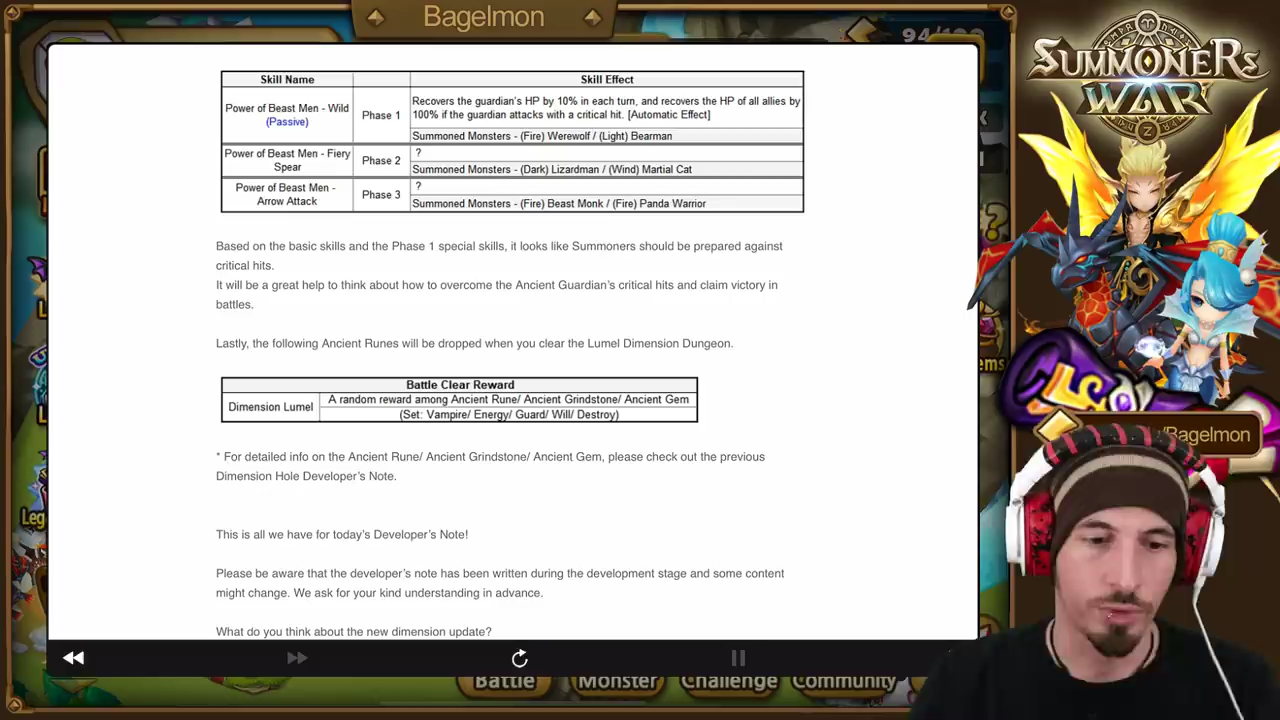 Bagelmon
94/
SUMMONERS
WAR
Skill Name
Skill Effect
Power of Beast Men - Wild
(Passive)
Phase 1
Recovers the guardian's HP by 10% in each turn, and recovers the HP of all allies by
100% if the guardian attacks with a critical hit. [Automatic Effect]
Summoned Monsters - (Fire) Werewolf / (Light) Bearman
Power of Beast Men - Fiery
Spear
Phase 2
?
Summoned Monsters - (Dark) Lizardman / (Wind) Martial Cat
Power of Beast Men -
Arrow Attack
Phase 3
?
Summoned Monsters - (Fire) Beast Monk / (Fire) Panda Warrior
Based on the basic skills and the Phase 1 special skills, it looks like Summoners should be prepared against
critical hits.
It will be a great help to think about how to overcome the Ancient Guardian's critical hits and claim victory in
battles.
Lastly, the following Ancient Runes will be dropped when you clear the Lumel Dimension Dungeon.
Battle Clear Reward
Dimension Lumel
A random reward among Ancient Rune/ Ancient Grindstone/ Ancient Gem
(Set: Vampire/ Energy/ Guard/ Will/ Destroy)
* For detailed info on the Ancient Rune/ Ancient Grindstone/ Ancient Gem, please check out the previous
Dimension Hole Developer's Note.
This is all we have for today's Developer's Note!
Please be aware that the developer's note has been written during the development stage and some content
might change. We ask for your kind understanding in advance.
What do you think about the new dimension update?
/Bagelmon
Battle
Monster
Challenge
Community